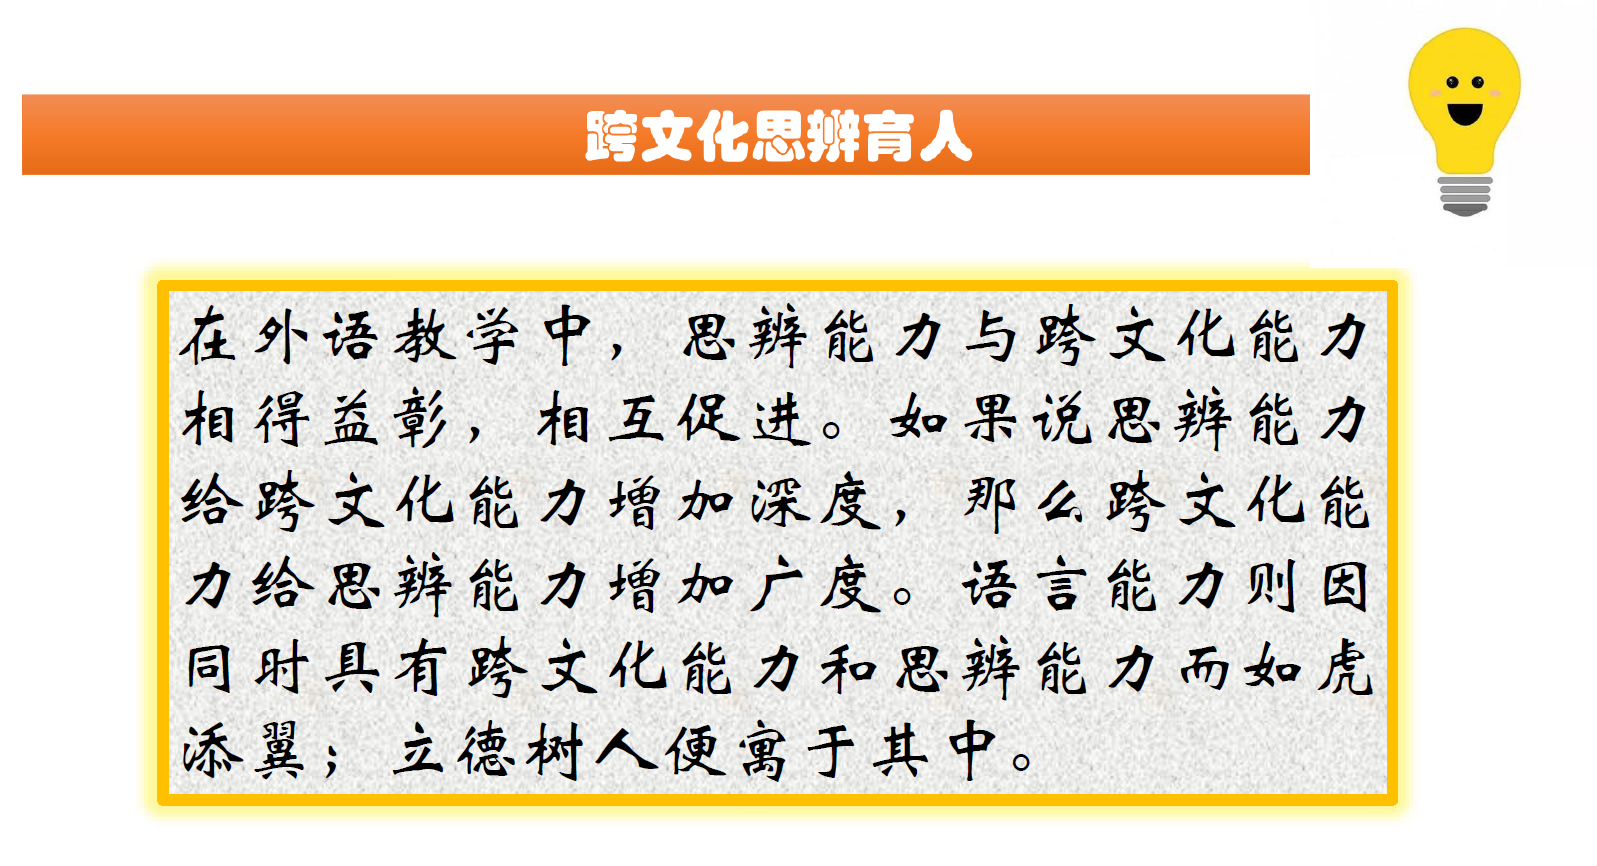 跨文化思辨育人
在外语教学中，思辨能力与跨文化能力
相得益彰，相互促进。如果说思辨能力
给跨文化能力增加深度，那么跨文化能
力给思辨能力增加广度。语言能力则因
同时具有跨文化能力和思辨能力而如虎
添翼；立德树人便寓于其中。